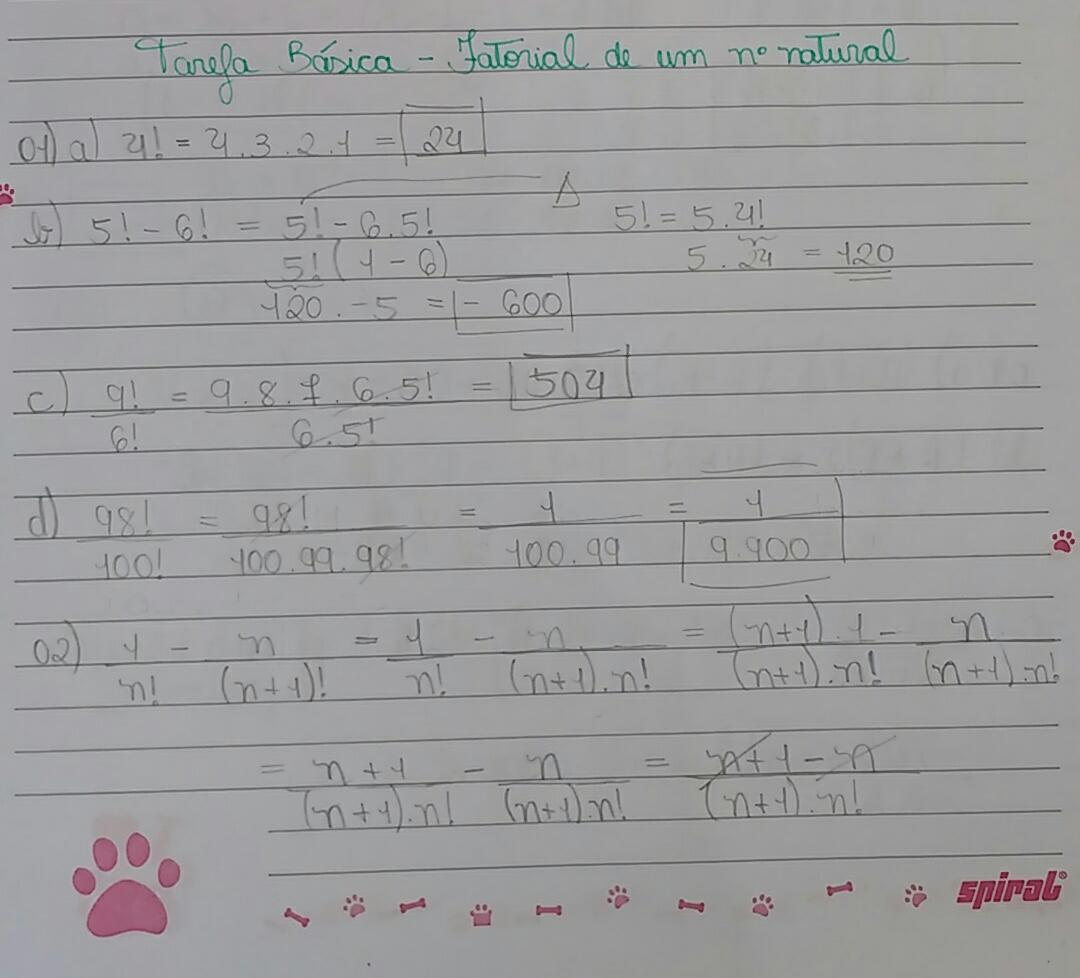 Tarefa Básica - Fatorial de um nº natural
01) a) 4! = 4.3.2.1 = 24
b) 5! - 6! = 5! - 6.5! Δ 5! = 5.4!
5! (1 - 6) 5.24 = 120
120. -5 = - 600
c) 9!/6! = 9.8.7.6.5!/6.5! = 504
d) 98!/100! = 98!/100.99.98! = 1/100.99 = 1/9.900
02) 1/n! - n/(n+1)! = 1/n! - n/(n+1).n! = (n+1).1/(n+1).n! - n/(n+1).n!
= n+1/(n+1).n! - n/(n+1).n! = n+1-n/(n+1).n!
spiral®